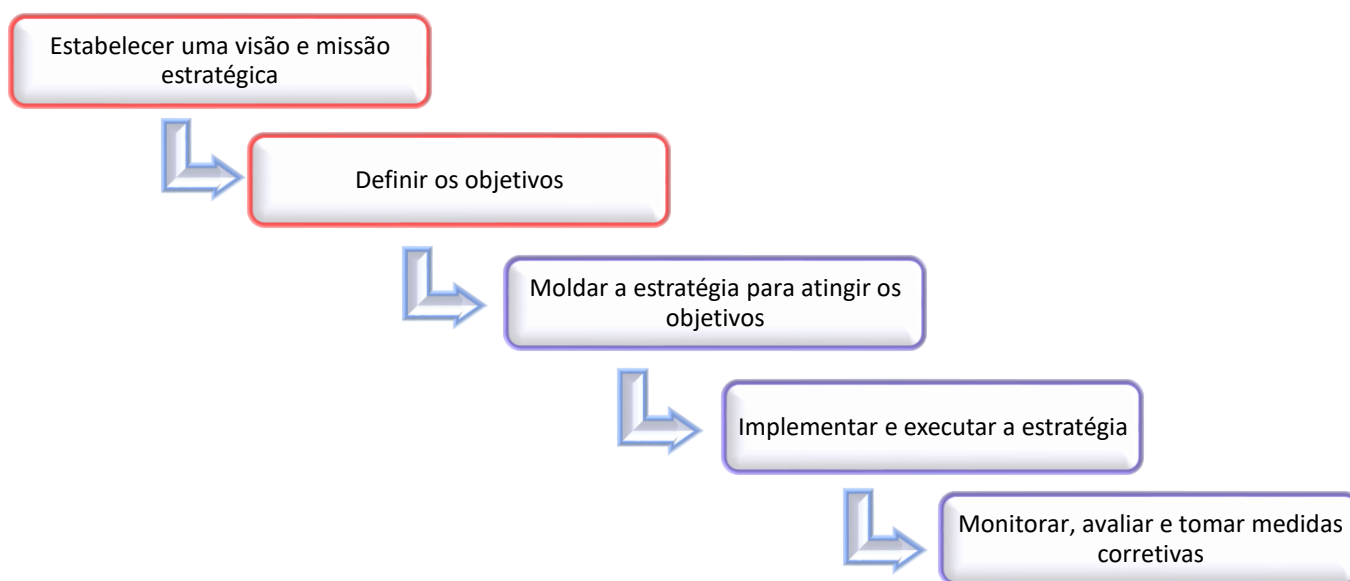 Estabelecer uma visão e missão
estratégica
Definir os objetivos
Moldar a estratégia para atingir os
objetivos
Implementar e executar a estratégia
Monitorar, avaliar e tomar medidas
corretivas